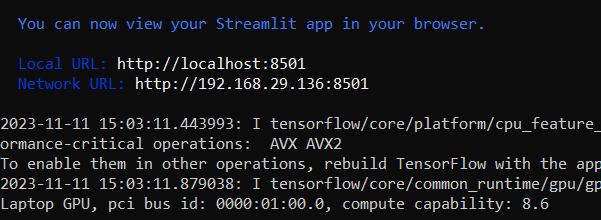 You can now view your Streamlit app in your browser.
Local URL: http://localhost:8501
Network URL: http://192.168.29.136:8501
2023-11-11 15:03:11.443993: I tensorflow/core/platform/cpu_feature_
ormance-critical operations:  AVX AVX2
To enable them in other operations, rebuild TensorFlow with the app
2023-11-11 15:03:11.879038: I tensorflow/core/common_runtime/gpu/gp
Laptop GPU, pci bus id: 0000:01:00.0, compute capability: 8.6